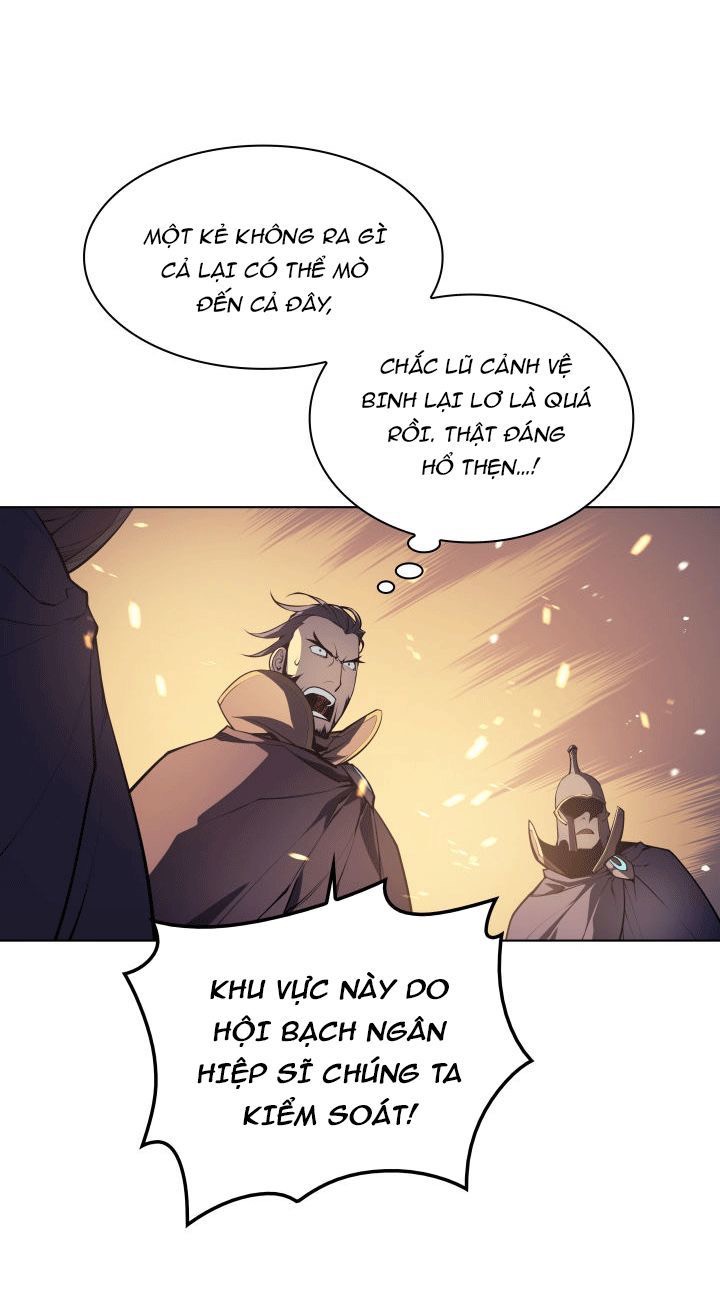 MỘT KẺ KHÔNG RA GÌ
CẢ LẠI CÓ THỂ MÒ
ĐẾN CẢ ĐÂY,
CHẮC LŨ CẢNH VỆ
BINH LẠI LƠ LÀ QUÁ
RỒI. THẬT ĐÁNG
HỔ THẸN...!
KHU VỰC NÀY DO
HỘI BẠCH NGÂN
HIỆP SĨ CHÚNG TA
KIỂM SOÁT!